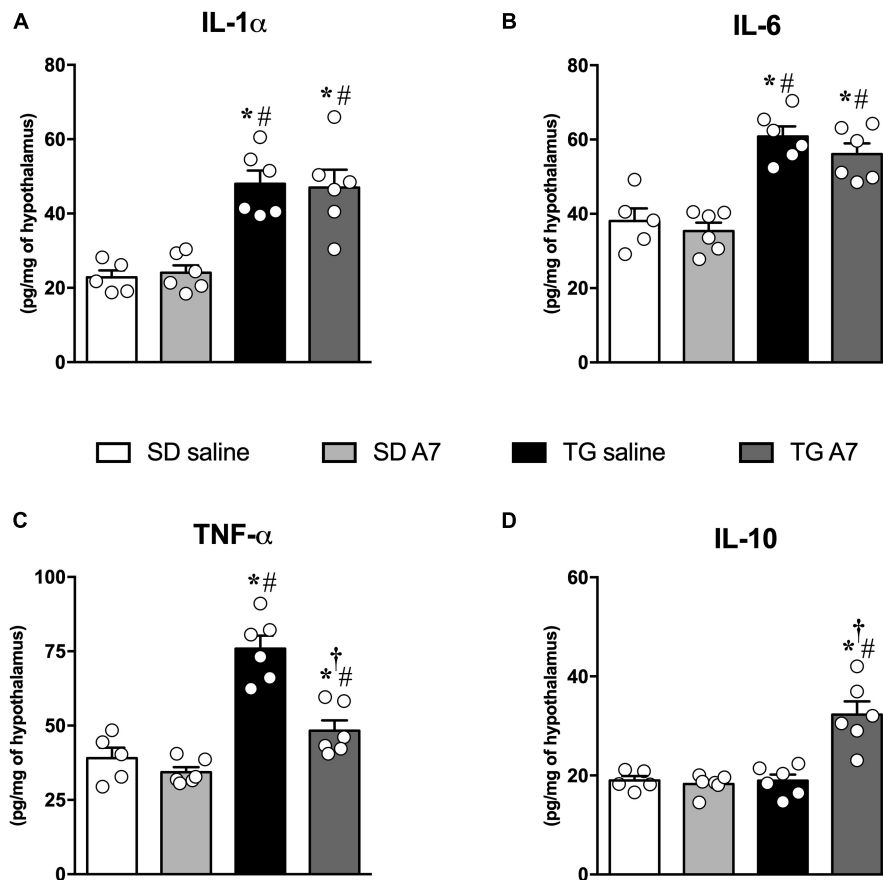 A
IL-1α
(pg/mg of hypothalamus)
80
60
40
20
0
*#
*#
B
IL-6
(pg/mg of hypothalamus)
80
60
40
20
0
*#
*#
SD saline
SD A7
TG saline
TG A7
C
TNF-α
(pg/mg of hypothalamus)
100
75
50
25
0
*#
†
*#
D
IL-10
(pg/mg of hypothalamus)
60
40
20
0
†
*#